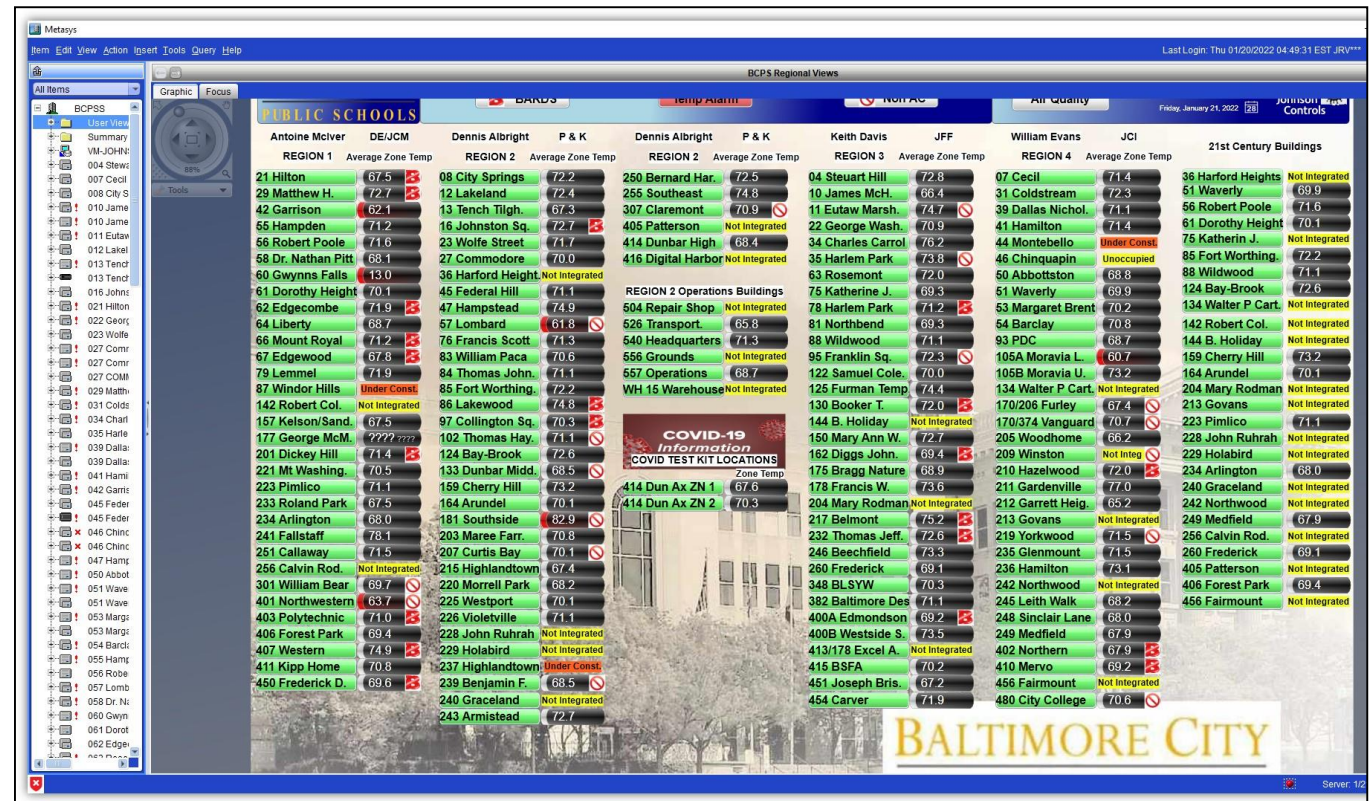 Metasys
Item Edit View Action Insert Tools Query Help
Last Login: Thu 01/20/2022 04:49:31 EST JRV***
BCPS Regional Views
All Items
Graphic Focus
BCPSS
User View
Summary
VM-JOHN
004 Stewa
007 Cecil
008 City S
010 Jame
010 Jame
011 Eutaw
012 Lakel
013 Tench
013 Tench
016 Johns
021 Hilton
022 Georg
023 Wolfe
027 Comr
027 Comr
027 COM
029 Matth
031 Colds
034 Charl
035 Harle
039 Dalla
039 Dalla
041 Hami
042 Garris
045 Feder
045 Feder
046 Chinc
046 Chinc
047 Hamp
050 Abbot
051 Wave
051 Wave
053 Marga
053 Marga
054 Barcla
055 Hamp
056 Robe
057 Lomb
058 Dr. Na
060 Gwyn
061 Dorot
062 Edge
88%
Tools
PUBLIC SCHOOLS
BARDS
Temp Alarm
Non AC
Air Quality
Friday, January 21, 2022 28
Johnson Controls
Antoine McIver DE/JCM
REGION 1 Average Zone Temp
21 Hilton 67.5
29 Matthew H. 72.7
42 Garrison 62.1
55 Hampden 71.2
56 Robert Poole 71.6
58 Dr. Nathan Pitt 68.1
60 Gwynns Falls 13.0
61 Dorothy Height 70.1
62 Edgecombe 71.9
64 Liberty 68.7
66 Mount Royal 71.2
67 Edgewood 67.8
79 Lemmel 71.9
87 Windor Hills Under Const.
142 Robert Col. Not Integrated
157 Kelson/Sand. 67.5
177 George McM. ???? ????
201 Dickey Hill 71.4
221 Mt Washing. 70.5
223 Pimlico 71.1
233 Roland Park 67.5
234 Arlington 68.0
241 Fallstaff 78.1
251 Callaway 71.5
256 Calvin Rod. Not Integrated
301 William Bear 69.7
401 Northwestern 63.7
403 Polytechnic 71.0
406 Forest Park 69.4
407 Western 74.9
411 Kipp Home 70.8
450 Frederick D. 69.6
Dennis Albright P & K
REGION 2 Average Zone Temp
08 City Springs 72.2
12 Lakeland 72.4
13 Tench Tilgh. 67.3
16 Johnston Sq. 72.7
23 Wolfe Street 71.7
27 Commodore 70.0
36 Harford Height. Not Integrated
45 Federal Hill 71.1
47 Hampstead 74.9
57 Lombard 61.8
76 Francis Scott 71.3
83 William Paca 70.6
84 Thomas John. 71.1
85 Fort Worthing. 72.2
86 Lakewood 74.8
97 Collington Sq. 70.3
102 Thomas Hay. 71.1
124 Bay-Brook 72.6
133 Dunbar Midd. 68.5
159 Cherry Hill 73.2
164 Arundel 70.1
181 Southside 82.9
203 Maree Farr. 70.8
207 Curtis Bay 70.1
215 Highlandtown 67.4
220 Morrell Park 68.2
225 Westport 70.1
226 Violetville 71.1
228 John Ruhrah Not Integrated
229 Holabird Not Integrated
237 Highlandtown Under Const.
239 Benjamin F. 68.5
240 Graceland Not Integrated
243 Armistead 72.7
Dennis Albright P & K
REGION 2 Average Zone Temp
250 Bernard Har. 72.5
255 Southeast 74.8
307 Claremont 70.9
405 Patterson Not Integrated
414 Dunbar High 68.4
416 Digital Harbor Not Integrated
REGION 2 Operations Buildings
504 Repair Shop Not Integrated
526 Transport. 65.8
540 Headquarters 71.3
556 Grounds Not Integrated
557 Operations 68.7
WH 15 Warehouse Not Integrated
COVID-19
Information
COVID TEST KIT LOCATIONS
Zone Temp
414 Dun Ax ZN 1 67.6
414 Dun Ax ZN 2 70.3
Keith Davis JFF
REGION 3 Average Zone Temp
04 Steuart Hill 72.8
10 James McH. 66.4
11 Eutaw Marsh. 74.7
22 George Wash. 70.9
34 Charles Carrol 76.2
35 Harlem Park 73.8
63 Rosemont 72.0
75 Katherine J. 69.3
78 Harlem Park 71.2
81 Northbend 69.3
88 Wildwood 71.1
95 Franklin Sq. 72.3
122 Samuel Cole. 70.0
125 Furman Temp 74.4
130 Booker T. 72.0
144 B. Holiday Not Integrated
150 Mary Ann W. 72.7
162 Diggs John. 69.4
175 Bragg Nature 68.9
178 Francis W. 73.6
204 Mary Rodman Not Integrated
217 Belmont 75.2
232 Thomas Jeff. 72.6
246 Beechfield 73.3
260 Frederick 69.1
348 BLSYW 70.3
382 Baltimore Des 71.1
400A Edmondson 69.2
400B Westside S. 73.5
413/178 Excel A. Not Integrated
415 BSFA 70.2
451 Joseph Bris. 67.2
454 Carver 71.9
William Evans JCI
REGION 4 Average Zone Temp
07 Cecil 71.4
31 Coldstream 72.3
39 Dallas Nichol. 71.1
41 Hamilton 71.4
44 Montebello Under Const.
46 Chinquapin Unoccupied
50 Abbottston 68.8
51 Waverly 69.9
53 Margaret Brent 70.2
54 Barclay 70.8
93 PDC 68.7
105A Moravia L. 60.7
105B Moravia U. 73.2
134 Walter P Cart. Not Integrated
170/206 Furley 67.4
170/374 Vanguard 70.7
205 Woodhome 66.2
209 Winston Not Integ
210 Hazelwood 72.0
211 Gardenville 77.0
212 Garrett Heig. 65.2
213 Govans Not Integrated
219 Yorkwood 71.5
235 Glenmount 71.5
236 Hamilton 73.1
242 Northwood Not Integrated
245 Leith Walk 68.2
248 Sinclair Lane 68.0
249 Medfield 67.9
402 Northern 67.9
410 Mervo 69.2
456 Fairmount Not Integrated
480 City College 70.6
21st Century Buildings
36 Harford Heights Not Integrated
51 Waverly 69.9
56 Robert Poole 71.6
61 Dorothy Height 70.1
75 Katherin J. Not Integrated
85 Fort Worthing. 72.2
88 Wildwood 71.1
124 Bay-Brook 72.6
134 Walter P Cart. Not Integrated
142 Robert Col. Not Integrated
144 B. Holiday Not Integrated
159 Cherry Hill 73.2
164 Arundel 70.1
204 Mary Rodman Not Integrated
213 Govans Not Integrated
223 Pimlico 71.1
228 John Ruhrah Not Integrated
229 Holabird Not Integrated
234 Arlington 68.0
240 Graceland Not Integrated
242 Northwood Not Integrated
249 Medfield 67.9
256 Calvin Rod. Not Integrated
260 Frederick 69.1
405 Patterson Not Integrated
406 Forest Park 69.4
456 Fairmount Not Integrated
BALTIMORE CITY
Server: 1/2